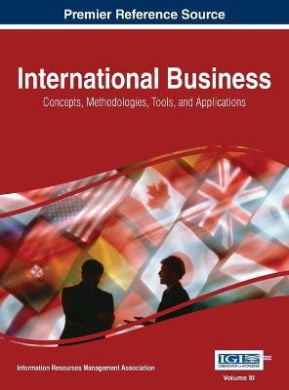 Premier Reference Source
International Business
Concepts, Methodologies, Tools, and Applications
Information Resources Management Association
IGI
Volume III